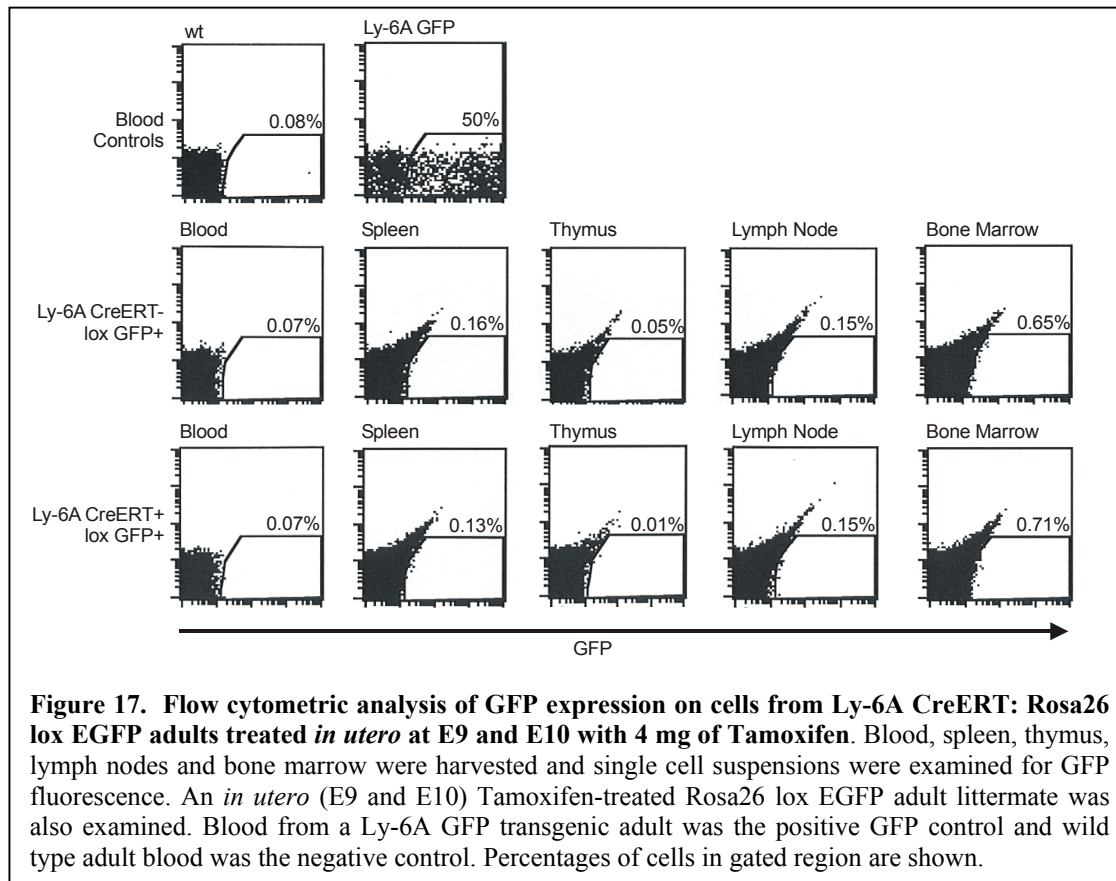 wt Ly-6A GFP
Blood
Controls
0.08% 50%
Blood Spleen Thymus Lymph Node Bone Marrow
Ly-6A CreERT-
lox GFP+
0.07% 0.16% 0.05% 0.15% 0.65%
Blood Spleen Thymus Lymph Node Bone Marrow
Ly-6A CreERT+
lox GFP+
0.07% 0.13% 0.01% 0.15% 0.71%
GFP
Figure 17. Flow cytometric analysis of GFP expression on cells from Ly-6A CreERT: Rosa26
lox EGFP adults treated in utero at E9 and E10 with 4 mg of Tamoxifen. Blood, spleen, thymus,
lymph nodes and bone marrow were harvested and single cell suspensions were examined for GFP
fluorescence. An in utero (E9 and E10) Tamoxifen-treated Rosa26 lox EGFP adult littermate was
also examined. Blood from a Ly-6A GFP transgenic adult was the positive GFP control and wild
type adult blood was the negative control. Percentages of cells in gated region are shown.